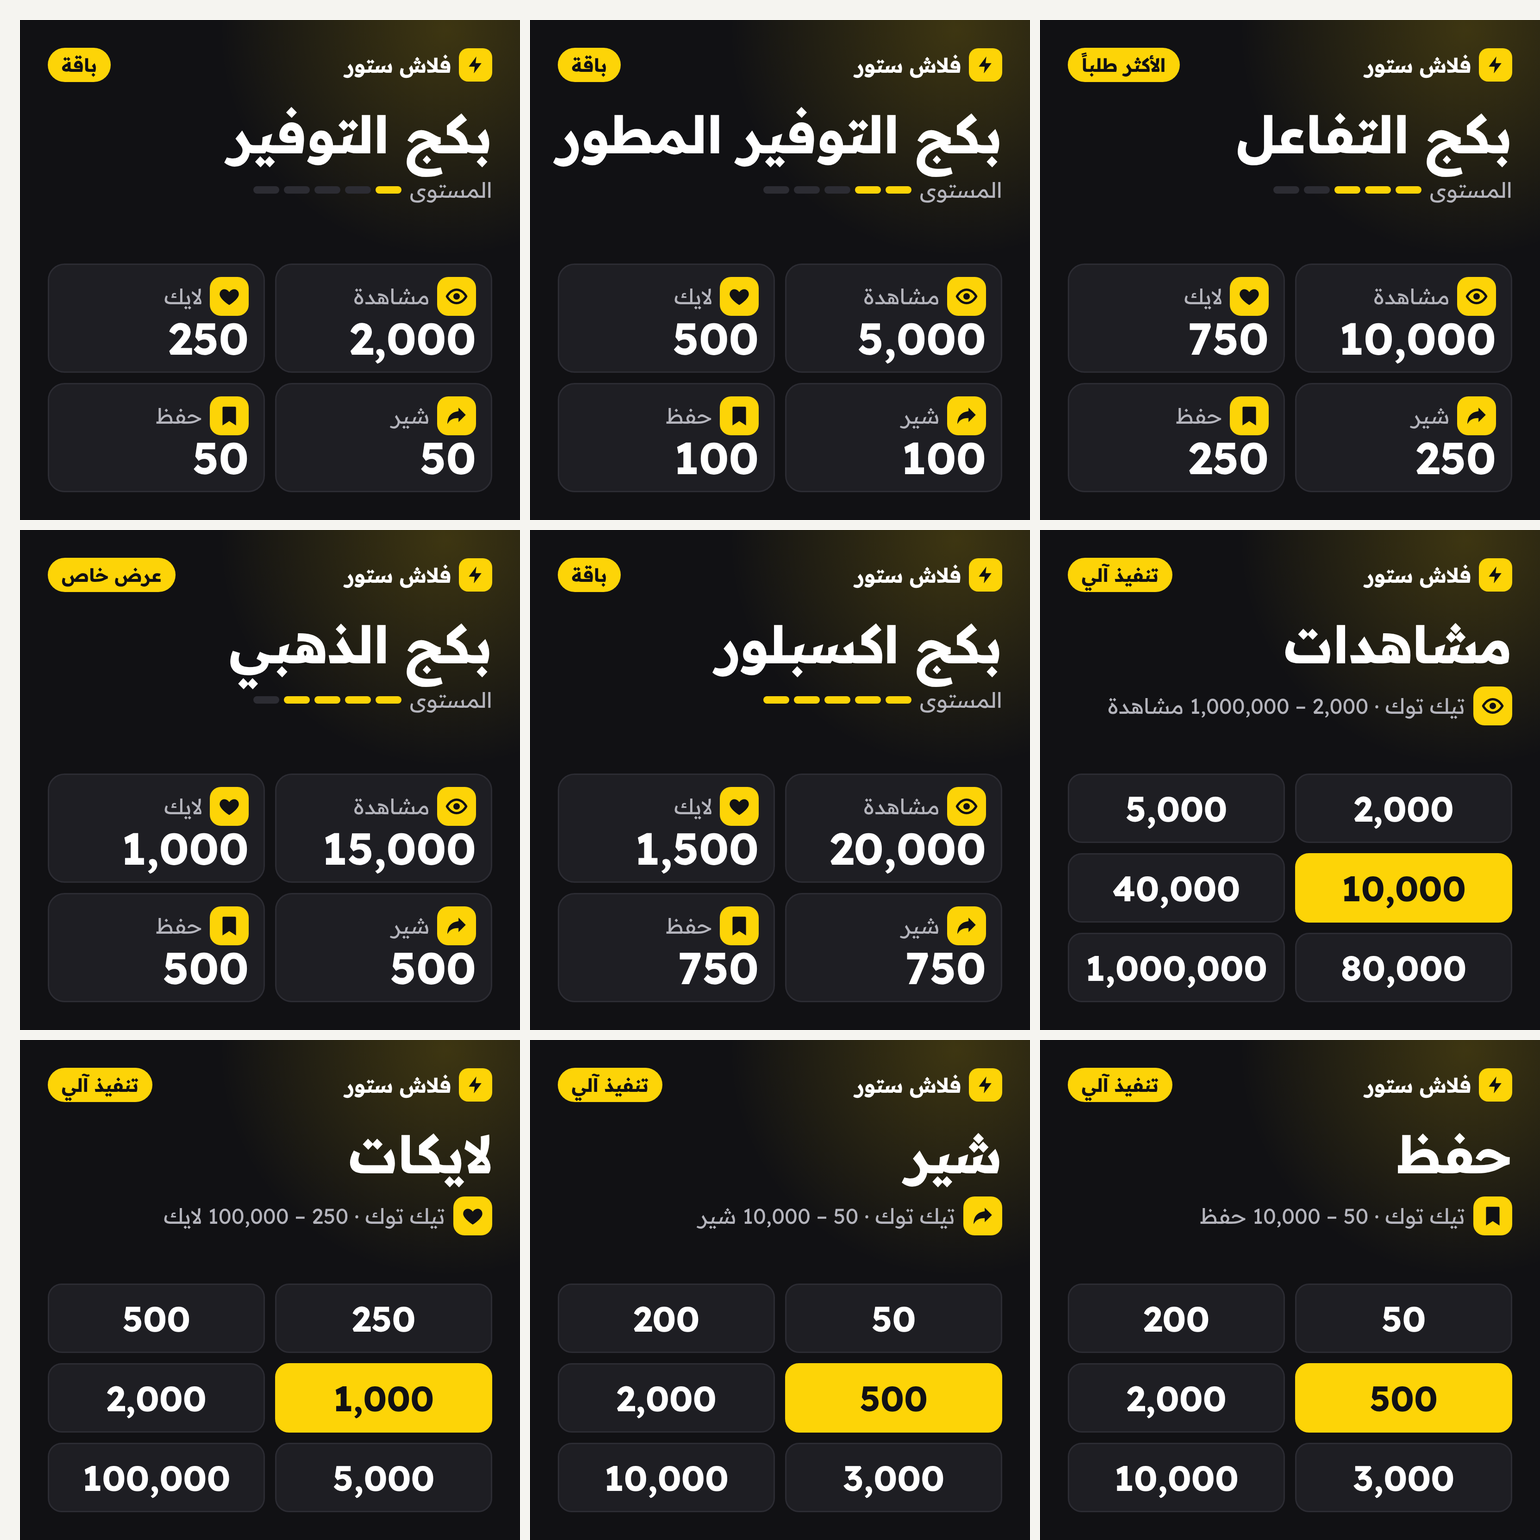 فلاش ستور
باقة
بكج التوفير
المستوى
مشاهدة
2,000
لايك
250
شير
50
حفظ
50
فلاش ستور
باقة
بكج التوفير المطور
المستوى
مشاهدة
5,000
لايك
500
شير
100
حفظ
100
فلاش ستور
الأكثر طلباً
بكج التفاعل
المستوى
مشاهدة
10,000
لايك
750
شير
250
حفظ
250
فلاش ستور
عرض خاص
بكج الذهبي
المستوى
مشاهدة
15,000
لايك
1,000
شير
500
حفظ
500
فلاش ستور
باقة
بكج اكسبلور
المستوى
مشاهدة
20,000
لايك
1,500
شير
750
حفظ
750
فلاش ستور
تنفيذ آلي
مشاهدات
تيك توك · 2,000 – 1,000,000 مشاهدة
2,000
5,000
10,000
40,000
80,000
1,000,000
فلاش ستور
تنفيذ آلي
لايكات
تيك توك · 250 – 100,000 لايك
250
500
1,000
2,000
5,000
100,000
فلاش ستور
تنفيذ آلي
شير
تيك توك · 50 – 10,000 شير
50
200
500
2,000
3,000
10,000
فلاش ستور
تنفيذ آلي
حفظ
تيك توك · 50 – 10,000 حفظ
50
200
500
2,000
3,000
10,000